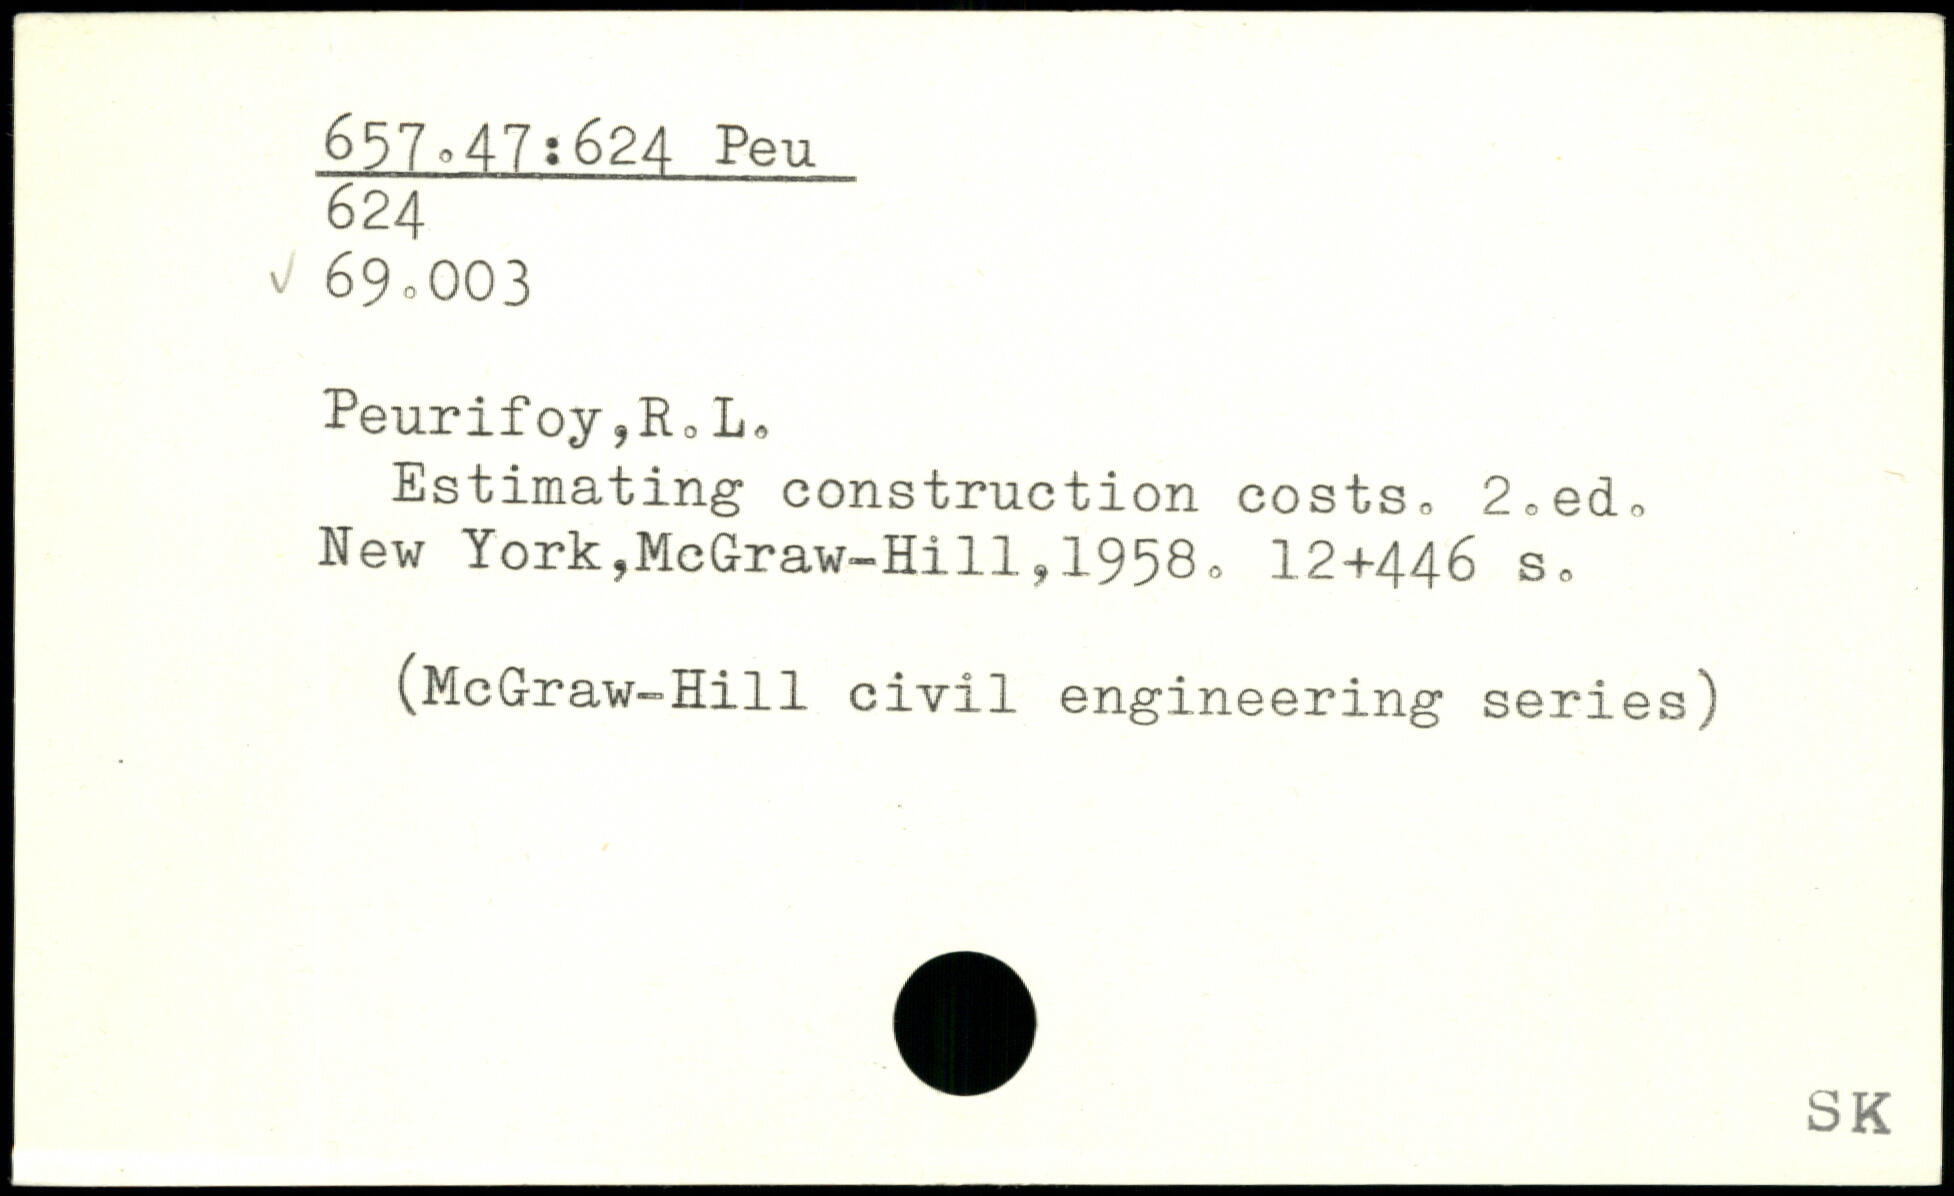 657.47:624 Peu
624
✓ 69.003
Peurifoy,R.L.
Estimating construction costs. 2.ed.
New York,McGraw-Hill,1958. 12+446 s.
(McGraw-Hill civil engineering series)
SK